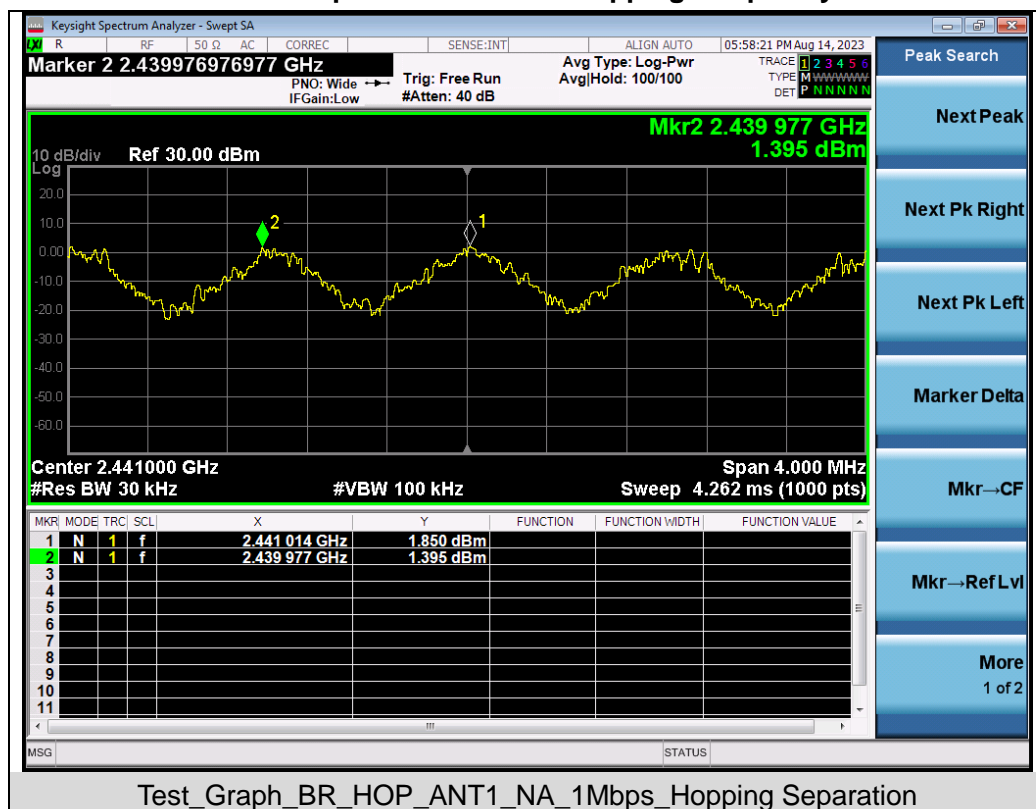 Keysight Spectrum Analyzer - Swept SA
LXI R RF 50 Ω AC CORREC SENSE:INT ALIGN AUTO 05:58:21 PM Aug 14, 2023
Marker 2 2.439976976977 GHz
PNO: Wide
IFGain:Low
Trig: Free Run
#Atten: 40 dB
Avg Type: Log-Pwr
Avg|Hold: 100/100
TRACE 1 2 3 4 5 6
TYPE M WWWWW
DET P N N N N N
Peak Search
Next Peak
Next Pk Right
Next Pk Left
Marker Delta
Mkr→CF
Mkr→Ref Lvl
More
1 of 2
Mkr2 2.439 977 GHz
1.395 dBm
10 dB/div Ref 30.00 dBm
Log
20.0
10.0
0.00
-10.0
-20.0
-30.0
-40.0
-50.0
-60.0
2
1
Center 2.441000 GHz Span 4.000 MHz
#Res BW 30 kHz #VBW 100 kHz Sweep 4.262 ms (1000 pts)
MKR MODE TRC SCL X Y FUNCTION FUNCTION WIDTH FUNCTION VALUE
1 N 1 f 2.441 014 GHz 1.850 dBm
2 N 1 f 2.439 977 GHz 1.395 dBm
3
4
5
6
7
8
9
10
11
MSG STATUS
Test_Graph_BR_HOP_ANT1_NA_1Mbps_Hopping Separation